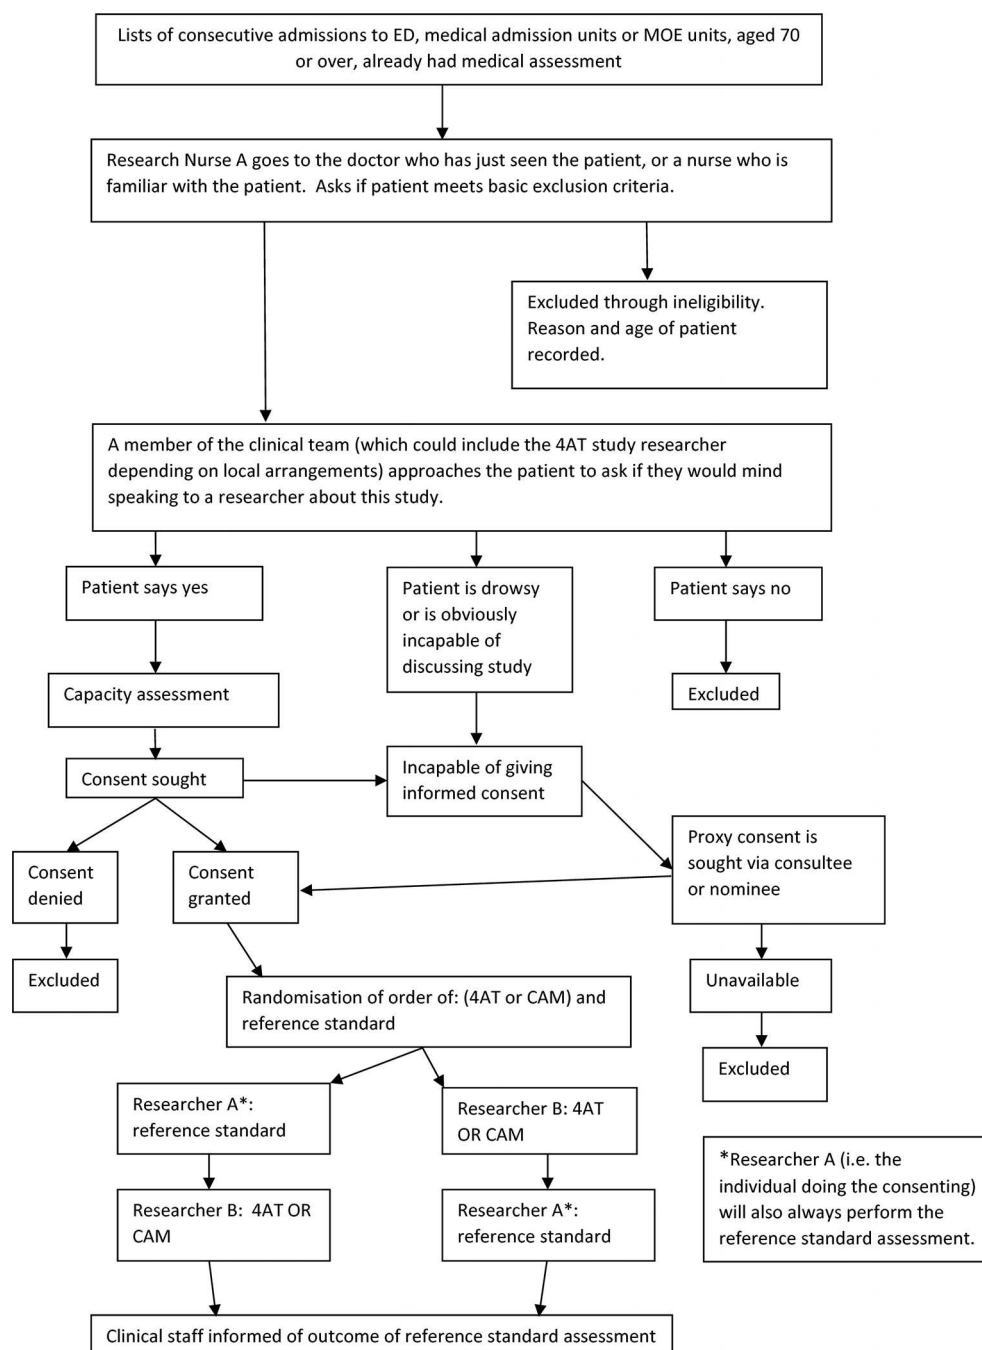 Lists of consecutive admissions to ED, medical admission units or MOE units, aged 70
or over, already had medical assessment
Research Nurse A goes to the doctor who has just seen the patient, or a nurse who is
familiar with the patient.  Asks if patient meets basic exclusion criteria.
Excluded through ineligibility.
Reason and age of patient
recorded.
A member of the clinical team (which could include the 4AT study researcher
depending on local arrangements) approaches the patient to ask if they would mind
speaking to a researcher about this study.
Patient says yes
Patient is drowsy
or is obviously
incapable of
discussing study
Patient says no
Capacity assessment
Excluded
Consent sought
Incapable of giving
informed consent
Proxy consent is
sought via consultee
or nominee
Consent
denied
Consent
granted
Excluded
Unavailable
Randomisation of order of: (4AT or CAM) and
reference standard
Excluded
Researcher A*:
reference standard
Researcher B: 4AT
OR CAM
Researcher B:  4AT OR
CAM
Researcher A*:
reference standard
*Researcher A (i.e. the
individual doing the consenting)
will also always perform the
reference standard assessment.
Clinical staff informed of outcome of reference standard assessment